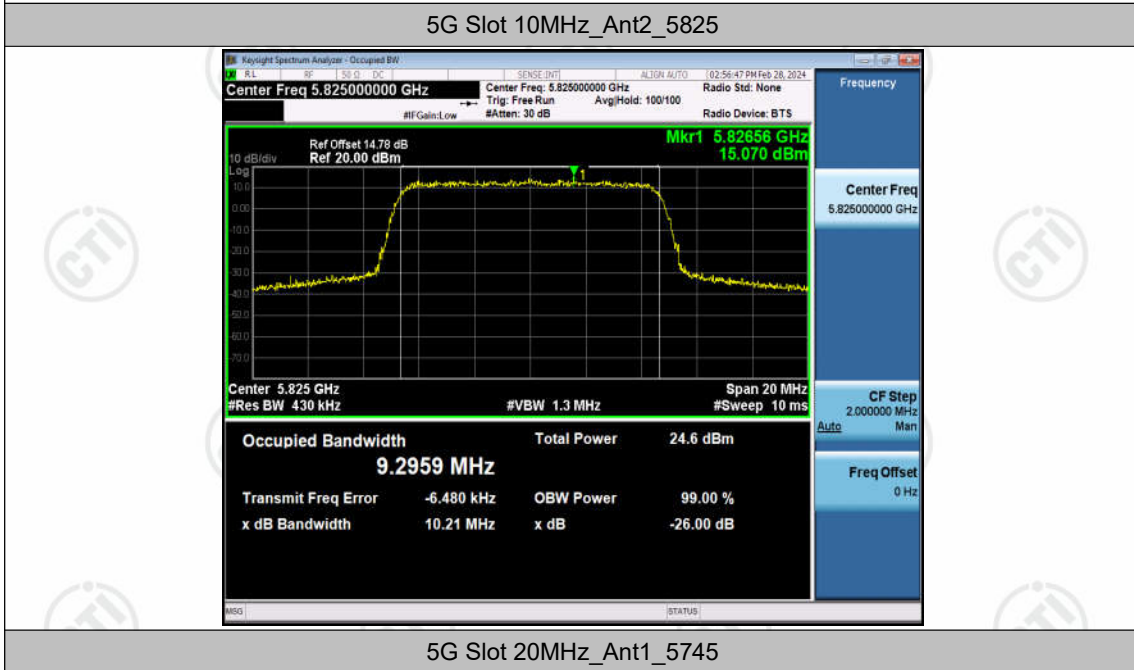 5G Slot 10MHz_Ant2_5825
Keysight Spectrum Analyzer - Occupied BW
RL RF 50 Ω DC SENSE:INT ALIGN AUTO 02:56:47 PM Feb 28, 2024
Center Freq 5.825000000 GHz
Center Freq: 5.825000000 GHz Radio Std: None
Trig: Free Run Avg|Hold: 100/100
#IFGain:Low #Atten: 30 dB Radio Device: BTS
Frequency
Mkr1 5.82656 GHz
15.070 dBm
Ref Offset 14.78 dB
10 dB/div Ref 20.00 dBm
Log
1
10.0
0.00
-10.0
-20.0
-30.0
-40.0
-50.0
-60.0
-70.0
Center Freq
5.825000000 GHz
Center 5.825 GHz Span 20 MHz
#Res BW 430 kHz #VBW 1.3 MHz #Sweep 10 ms
CF Step
2.000000 MHz
Auto Man
Freq Offset
0 Hz
Occupied Bandwidth Total Power 24.6 dBm
9.2959 MHz
Transmit Freq Error -6.480 kHz OBW Power 99.00 %
x dB Bandwidth 10.21 MHz x dB -26.00 dB
MSG STATUS
CTI
CTI
CTI
CTI
5G Slot 20MHz_Ant1_5745